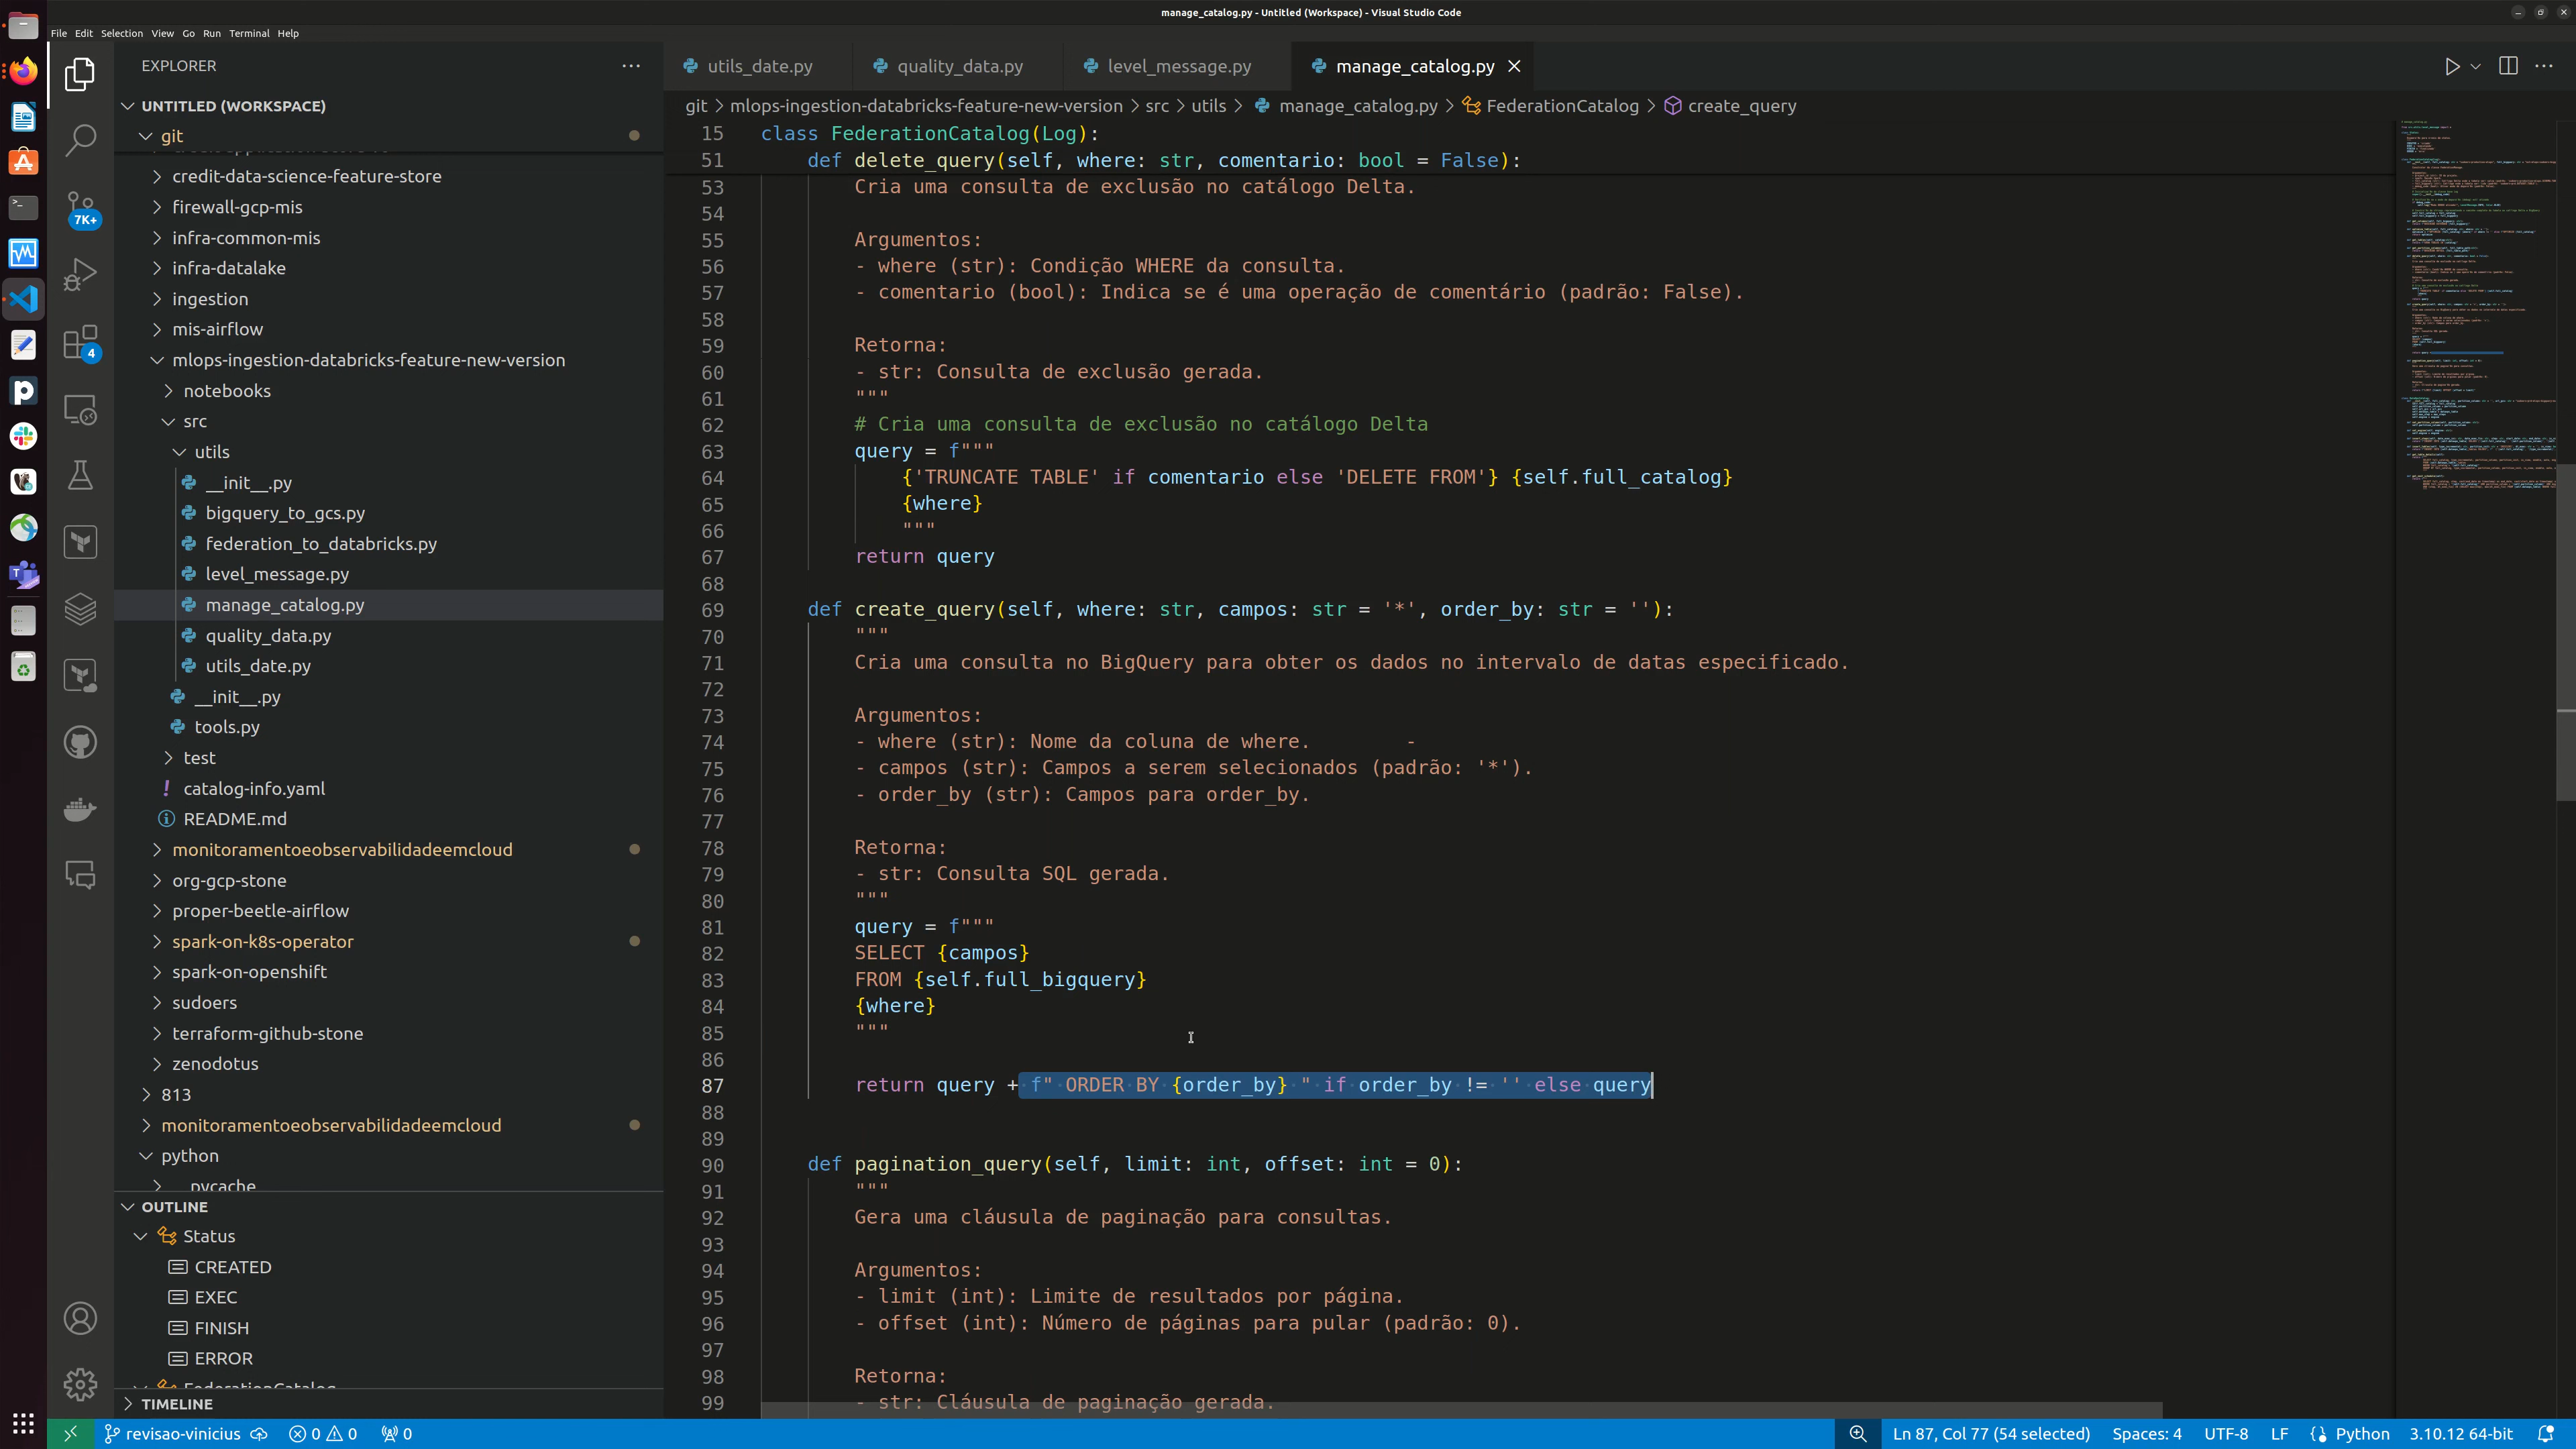 manage_catalog.py - Untitled (Workspace) - Visual Studio Code
File Edit Selection View Go Run Terminal Help
EXPLORER
UNTITLED (WORKSPACE)
git
credit-data-science-feature-store
firewall-gcp-mis
infra-common-mis
infra-datalake
ingestion
mis-airflow
mlops-ingestion-databricks-feature-new-version
notebooks
src
utils
__init__.py
bigquery_to_gcs.py
federation_to_databricks.py
level_message.py
manage_catalog.py
quality_data.py
utils_date.py
__init__.py
tools.py
test
catalog-info.yaml
README.md
monitoramentoeobservabilidadeemcloud
org-gcp-stone
proper-beetle-airflow
spark-on-k8s-operator
spark-on-openshift
sudoers
terraform-github-stone
zenodotus
813
monitoramentoeobservabilidadeemcloud
python
pycache
OUTLINE
Status
CREATED
EXEC
FINISH
ERROR
FederationCatalog
TIMELINE
7K+
4
utils_date.py quality_data.py level_message.py manage_catalog.py
git > mlops-ingestion-databricks-feature-new-version > src > utils > manage_catalog.py > FederationCatalog > create_query
15 class FederationCatalog(Log):
51 def delete_query(self, where: str, comentario: bool = False):
53 Cria uma consulta de exclusão no catálogo Delta.
54
55 Argumentos:
56 - where (str): Condição WHERE da consulta.
57 - comentario (bool): Indica se é uma operação de comentário (padrão: False).
58
59 Retorna:
60 - str: Consulta de exclusão gerada.
61 """
62 # Cria uma consulta de exclusão no catálogo Delta
63 query = f"""
64 {'TRUNCATE TABLE' if comentario else 'DELETE FROM'} {self.full_catalog}
65 {where}
66 """
67 return query
68
69 def create_query(self, where: str, campos: str = '*', order_by: str = ''):
70 """
71 Cria uma consulta no BigQuery para obter os dados no intervalo de datas especificado.
72
73 Argumentos:
74 - where (str): Nome da coluna de where. -
75 - campos (str): Campos a serem selecionados (padrão: '*').
76 - order_by (str): Campos para order_by.
77
78 Retorna:
79 - str: Consulta SQL gerada.
80 """
81 query = f"""
82 SELECT {campos}
83 FROM {self.full_bigquery}
84 {where}
85 """
86
87 return query + f" ORDER BY {order_by} " if order_by != '' else query
88
89
90 def pagination_query(self, limit: int, offset: int = 0):
91 """
92 Gera uma cláusula de paginação para consultas.
93
94 Argumentos:
95 - limit (int): Limite de resultados por página.
96 - offset (int): Número de páginas para pular (padrão: 0).
97
98 Retorna:
99 - str: Cláusula de paginação gerada.
revisao-vinicius 0 0 0 Ln 87, Col 77 (54 selected) Spaces: 4 UTF-8 LF Python 3.10.12 64-bit